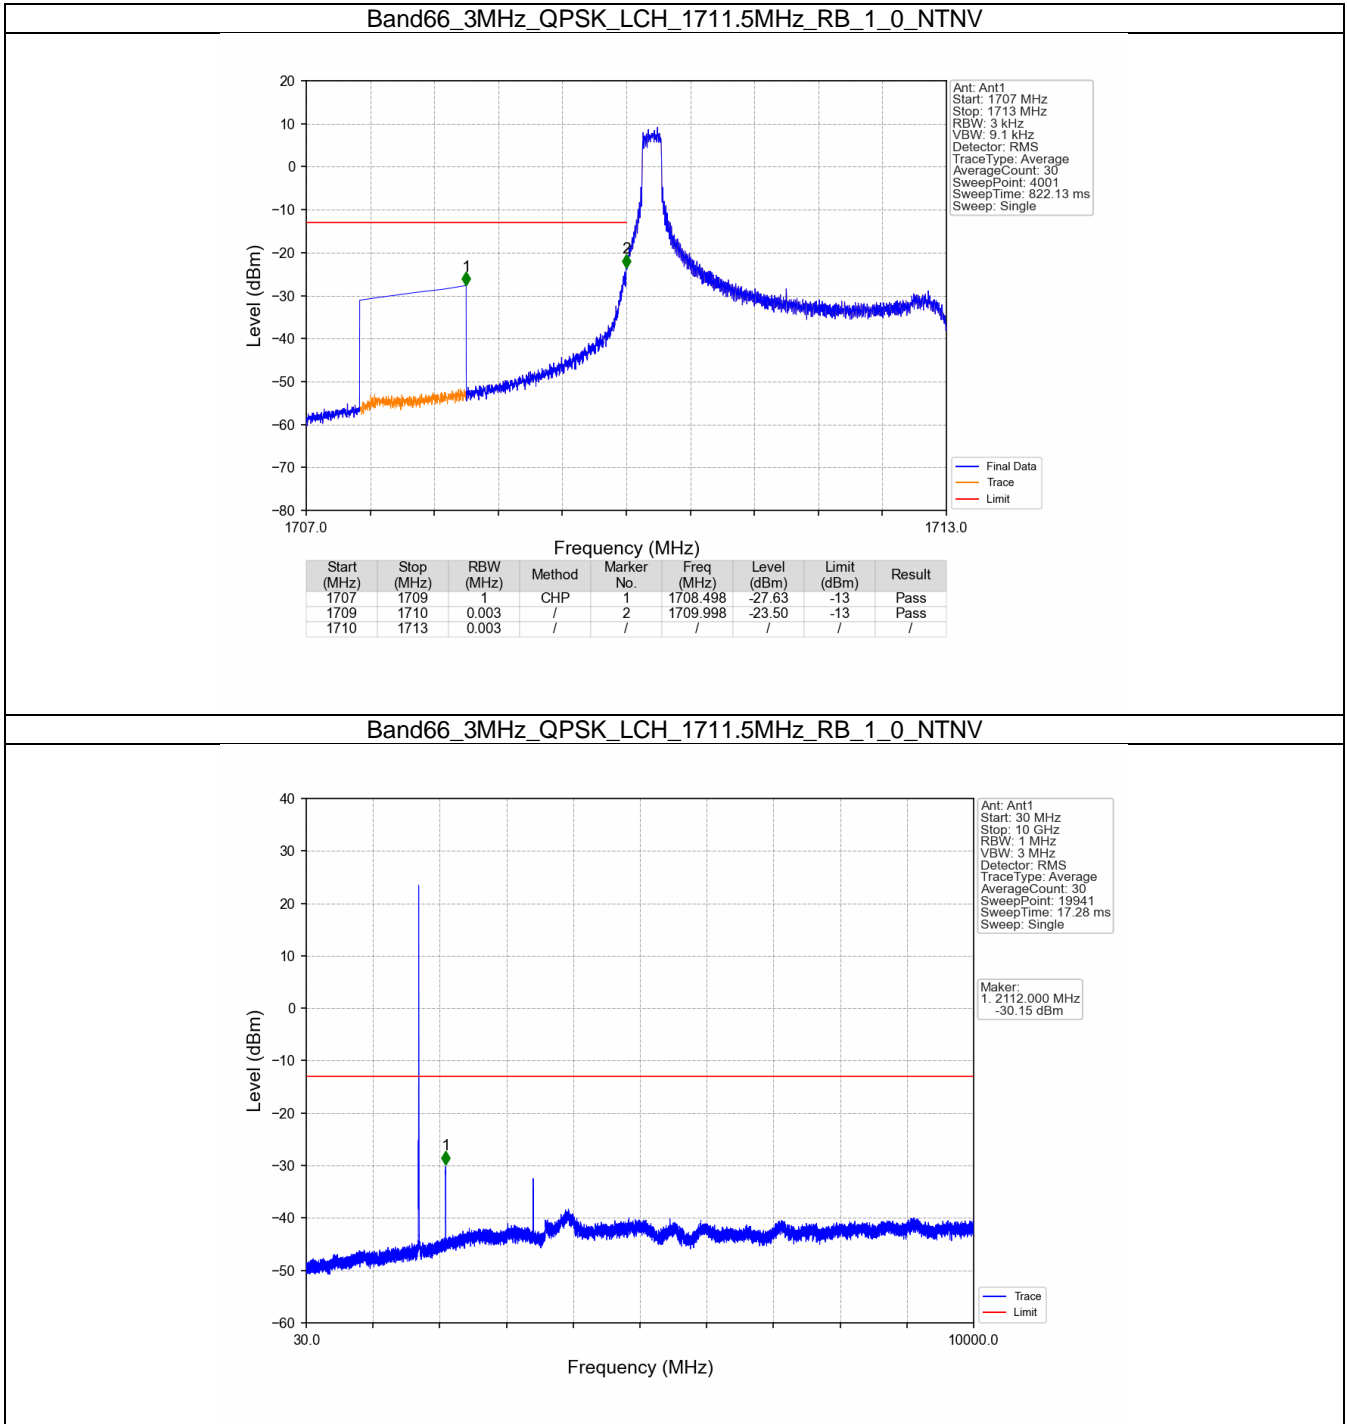 Band66_3MHz_QPSK_LCH_1711.5MHz_RB_1_0_NTNV
20
10
0
−10
−20
−30
−40
−50
−60
−70
−80
Level (dBm)
1
2
1707.0
1713.0
Frequency (MHz)
Ant: Ant1
Start: 1707 MHz
Stop: 1713 MHz
RBW: 3 kHz
VBW: 9.1 kHz
Detector: RMS
TraceType: Average
AverageCount: 30
SweepPoint: 4001
SweepTime: 822.13 ms
Sweep: Single
Final Data
Trace
Limit
Start (MHz) Stop (MHz) RBW (MHz) Method Marker No. Freq (MHz) Level (dBm) Limit (dBm) Result
1707 1709 1 CHP 1 1708.498 -27.63 -13 Pass
1709 1710 0.003 / 2 1709.998 -23.50 -13 Pass
1710 1713 0.003 / / / / / /
Band66_3MHz_QPSK_LCH_1711.5MHz_RB_1_0_NTNV
40
30
20
10
0
−10
−20
−30
−40
−50
−60
Level (dBm)
1
30.0
10000.0
Frequency (MHz)
Ant: Ant1
Start: 30 MHz
Stop: 10 GHz
RBW: 1 MHz
VBW: 3 MHz
Detector: RMS
TraceType: Average
AverageCount: 30
SweepPoint: 19941
SweepTime: 17.28 ms
Sweep: Single
Maker:
1. 2112.000 MHz
-30.15 dBm
Trace
Limit